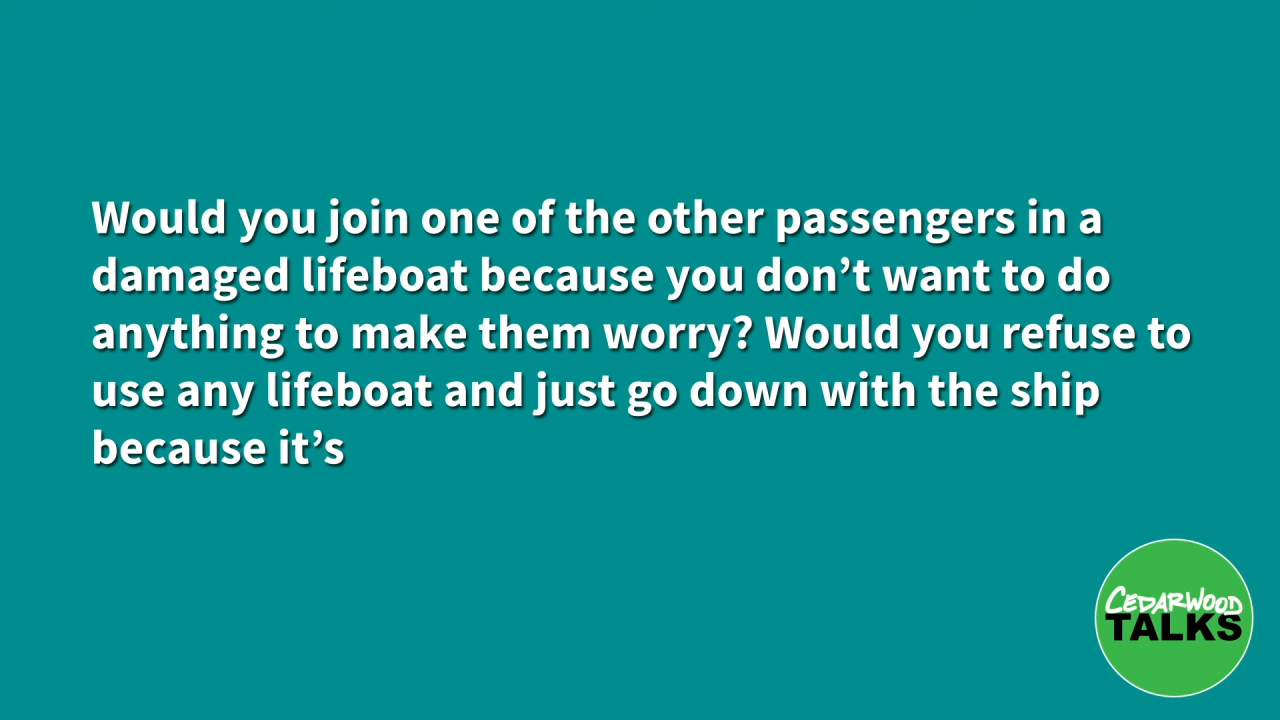 Would you join one of the other passengers in a
damaged lifeboat because you don’t want to do
anything to make them worry? Would you refuse to
use any lifeboat and just go down with the ship
because it’s
CEDARWOOD
TALKS